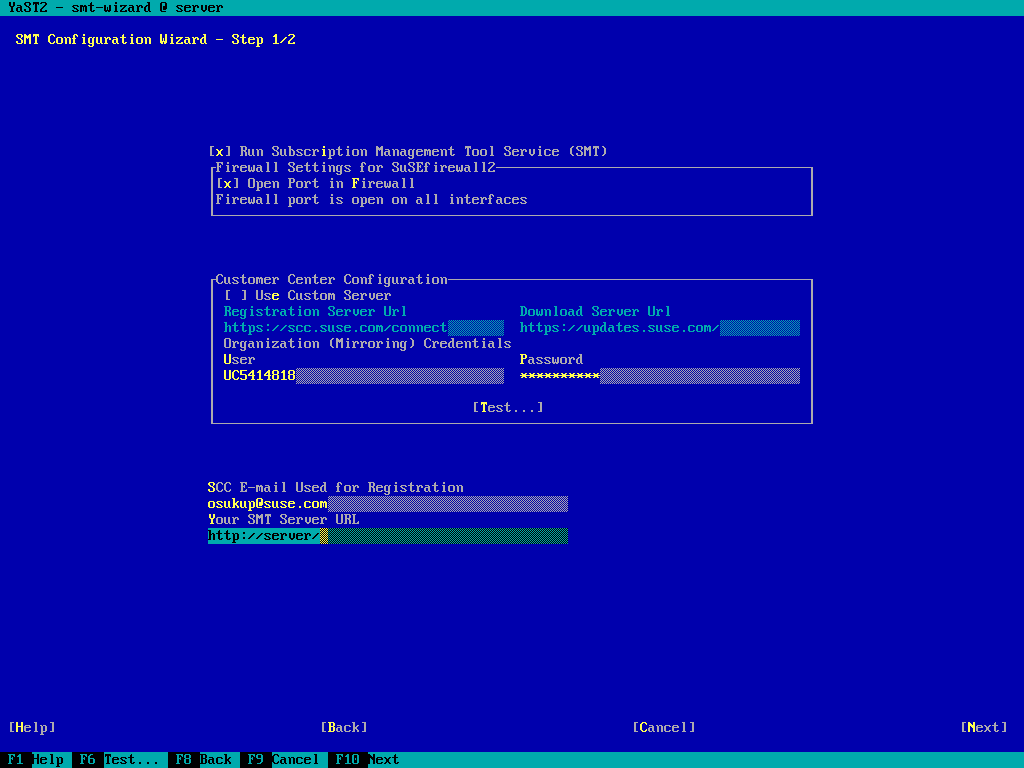 YaST2 - smt-wizard @ server
SMT Configuration Wizard - Step 1/2
[x] Run Subscription Management Tool Service (SMT)
Firewall Settings for SuSEfirewall2
[x] Open Port in Firewall
Firewall port is open on all interfaces
Customer Center Configuration
[ ] Use Custom Server
Registration Server Url Download Server Url
https://scc.suse.com/connect https://updates.suse.com/
Organization (Mirroring) Credentials
User Password
UC5414818 **********
[Test...]
SCC E-mail Used for Registration
osukup@suse.com
Your SMT Server URL
http://server/
[Help] [Back] [Cancel] [Next]
F1 Help F6 Test... F8 Back F9 Cancel F10 Next